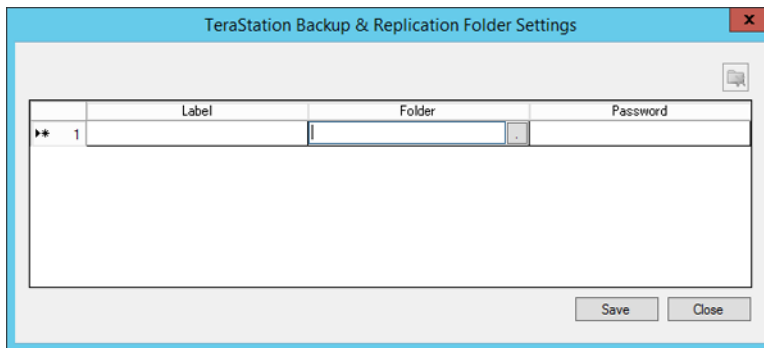 TeraStation Backup & Replication Folder Settings
x
Label Folder Password
1
.
Save Close